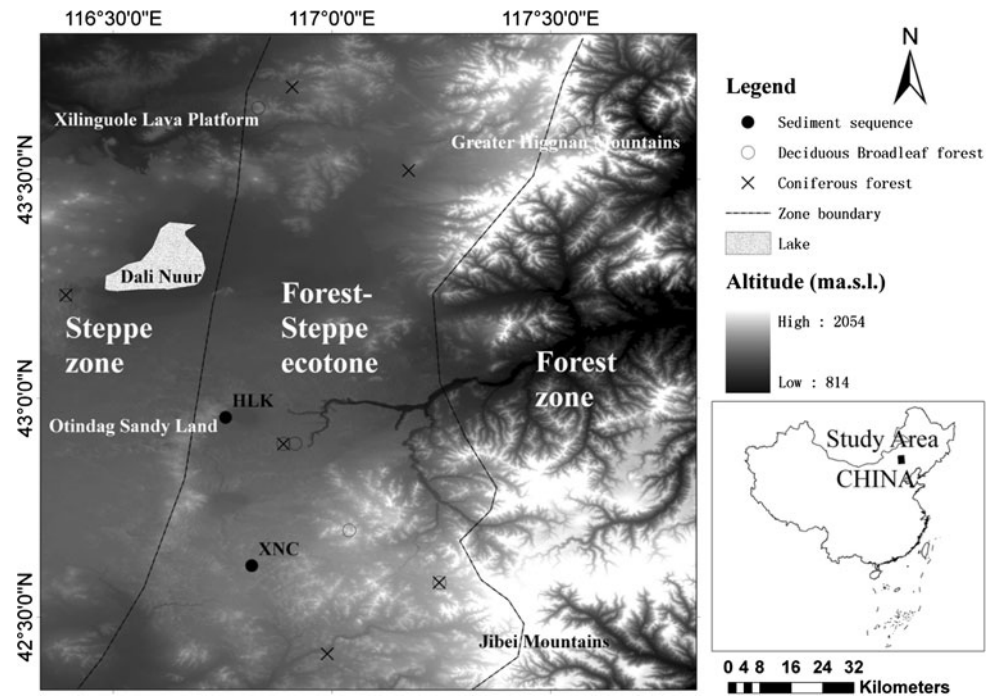 116°30'0"E
117°0'0"E
117°30'0"E
43°30'0"N
43°0'0"N
42°30'0"N
Xilinguole Lava Platform
Greater Higgnan Mountains
Dali Nuur
Steppe
zone
Forest-
Steppe
ecotone
Forest
zone
HLK
Otindag Sandy Land
XNC
Jibei Mountains
N
Legend
Sediment sequence
Deciduous Broadleaf forest
Coniferous forest
Zone boundary
Lake
Altitude (ma.s.l.)
High : 2054
Low : 814
Study Area
CHINA
0 4 8 16 24 32
Kilometers